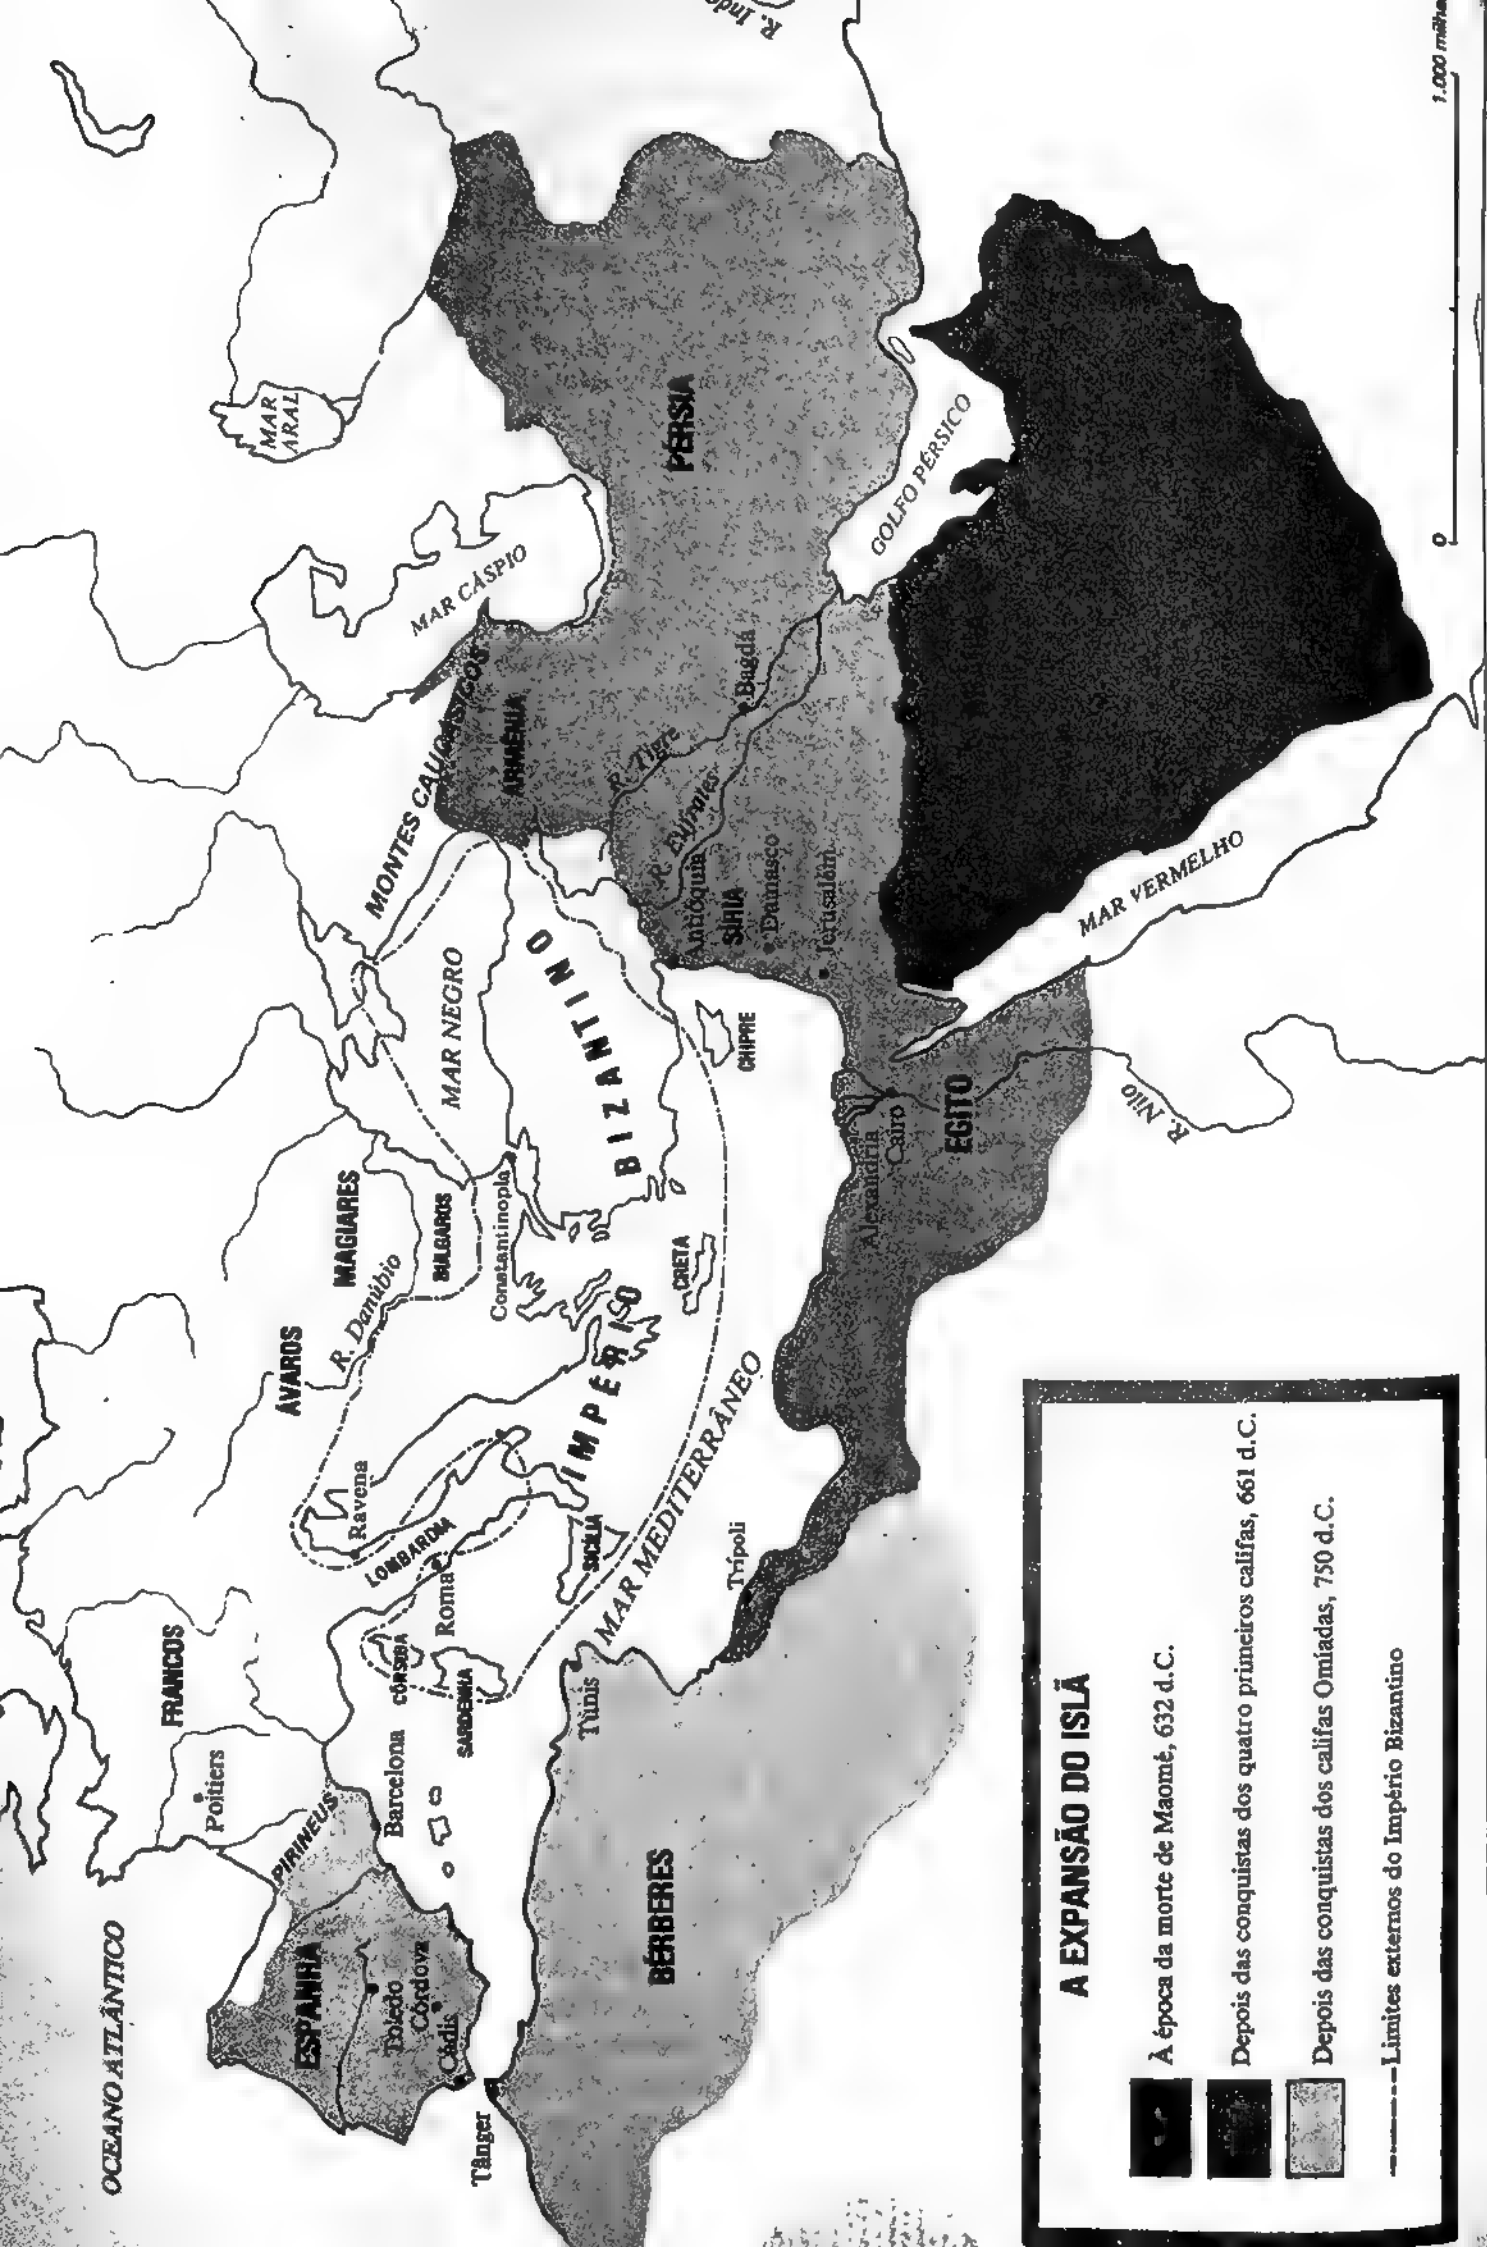 OCEANO ATLÂNTICO
FRANCOS
Poitiers
PIRINEUS
ESPANHA
Toledo
Córdova
Cádis
Barcelona
Tânger
CÓRSEGA
SARDENHA
Roma
LOMBARDIA
Ravena
ÁVAROS
R. Danúbio
MAGIARES
BÚLGAROS
Constantinopla
IMPÉRIO
BIZANTINO
SICÍLIA
CRETA
CHIPRE
MAR MEDITERRÂNEO
MAR NEGRO
MONTES CAUCÁSICOS
MAR CÁSPIO
MAR
ARAL
R. Indo
ARMÊNIA
PÉRSIA
R. Tigre
R. Eufrates
Bagdá
Antióquia
SÍRIA
Damasco
Jerusalém
GOLFO PÉRSICO
MAR VERMELHO
Túnis
Trípoli
BÉRBERES
Alexandria
Cairo
EGITO
R. Nilo
A EXPANSÃO DO ISLÃ
À época da morte de Maomé, 632 d.C.
Depois das conquistas dos quatro primeiros califas, 661 d.C.
Depois das conquistas dos califas Omíadas, 750 d.C.
Limites externos do Império Bizantino
0
1.000